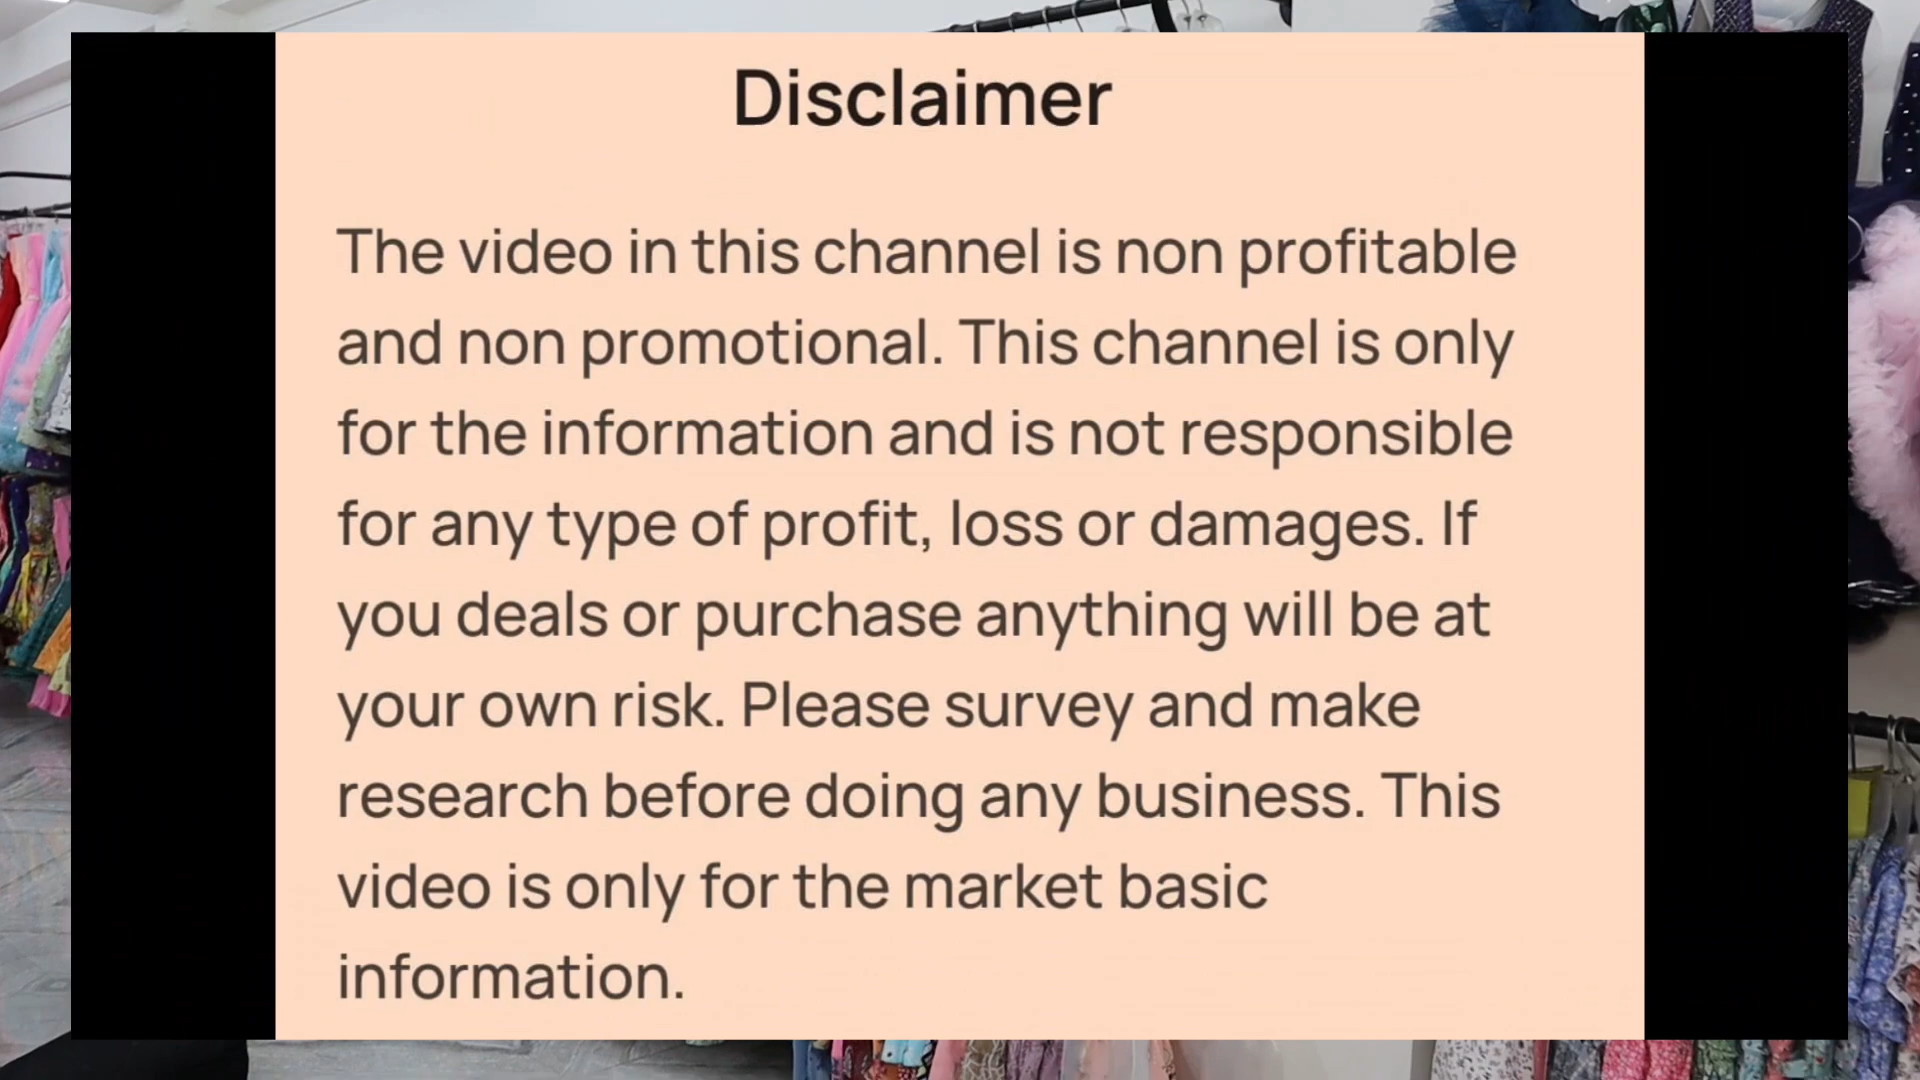 Disclaimer
The video in this channel is non profitable
and non promotional. This channel is only
for the information and is not responsible
for any type of profit, loss or damages. If
you deals or purchase anything will be at
your own risk. Please survey and make
research before doing any business. This
video is only for the market basic
information.